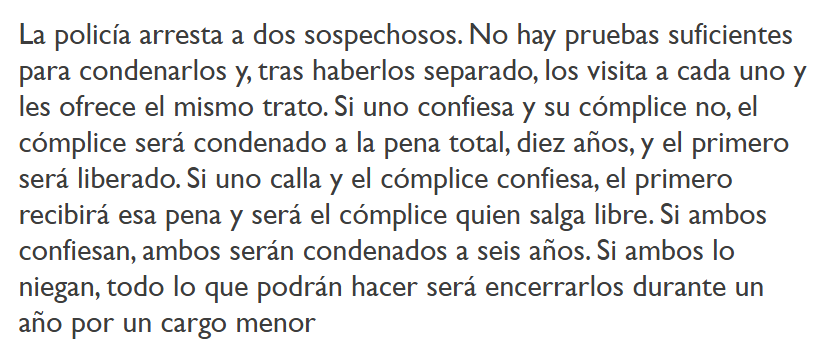 La policía arresta a dos sospechosos. No hay pruebas suficientes
para condenarlos y, tras haberlos separado, los visita a cada uno y
les ofrece el mismo trato. Si uno confiesa y su cómplice no, el
cómplice será condenado a la pena total, diez años, y el primero
será liberado. Si uno calla y el cómplice confiesa, el primero
recibirá esa pena y será el cómplice quien salga libre. Si ambos
confiesan, ambos serán condenados a seis años. Si ambos lo
niegan, todo lo que podrán hacer será encerrarlos durante un
año por un cargo menor